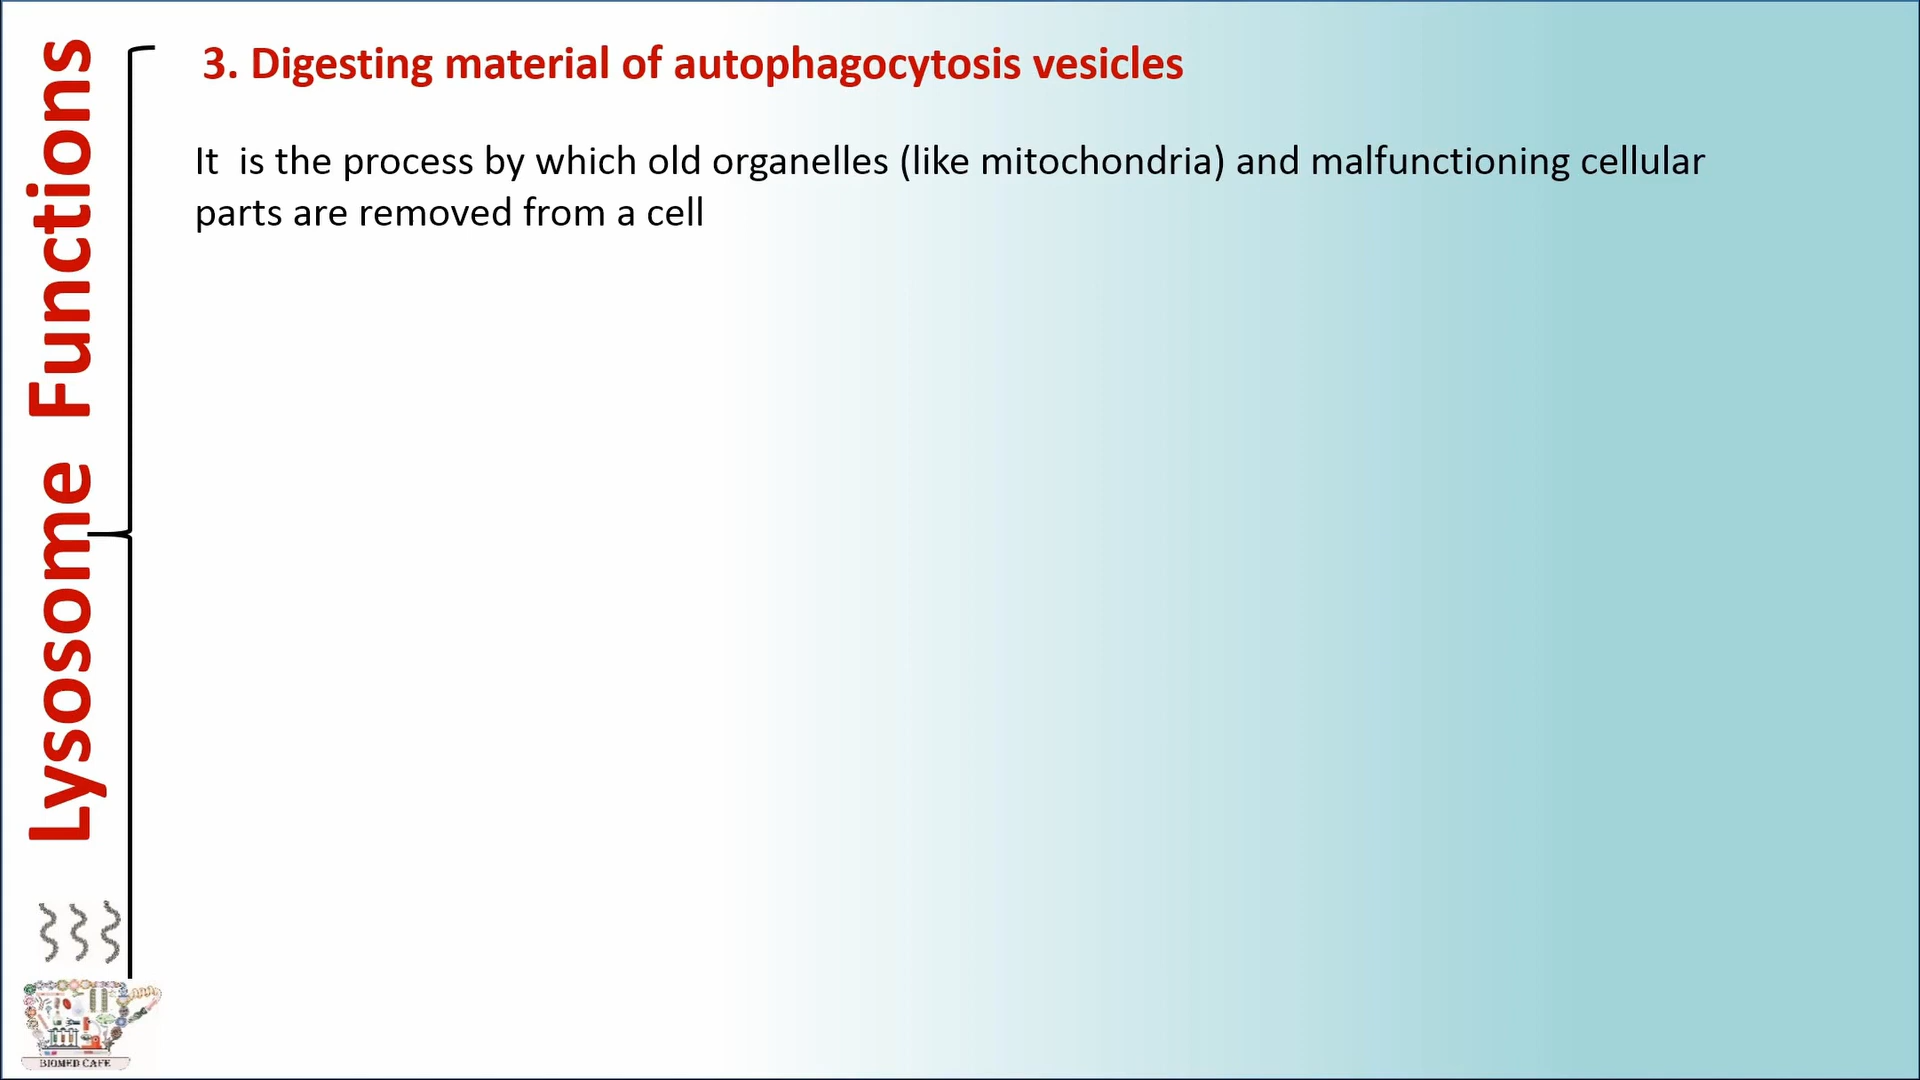 Lysosome Functions
3. Digesting material of autophagocytosis vesicles
It is the process by which old organelles (like mitochondria) and malfunctioning cellular
parts are removed from a cell
BIOMED CAFE